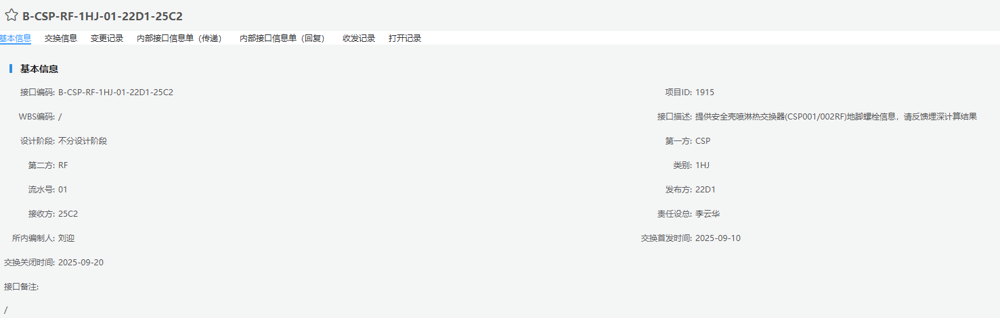 B-CSP-RF-1HJ-01-22D1-25C2
基本信息 交换信息 变更记录 内部接口信息单（传递） 内部接口信息单（回复） 收发记录 打开记录
基本信息
接口编码: B-CSP-RF-1HJ-01-22D1-25C2 项目ID: 1915
WBS编码: / 接口描述: 提供安全壳喷淋热交换器(CSP001/002RF)地脚螺栓信息，请反馈埋深计算结果
设计阶段: 不分设计阶段 第一方: CSP
第二方: RF 类别: 1HJ
流水号: 01 发布方: 22D1
接收方: 25C2 责任设总: 李云华
所内编制人: 刘迎 交换首发时间: 2025-09-10
交换关闭时间: 2025-09-20
接口备注:
/